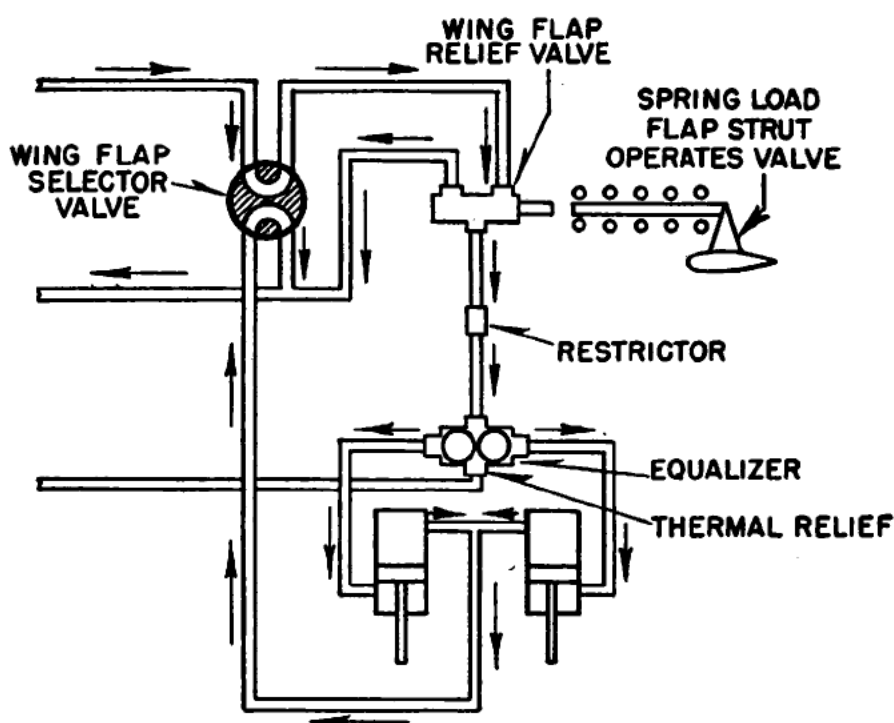 WING FLAP
RELIEF VALVE
SPRING LOAD
FLAP STRUT
OPERATES VALVE
WING FLAP
SELECTOR
VALVE
RESTRICTOR
EQUALIZER
THERMAL RELIEF